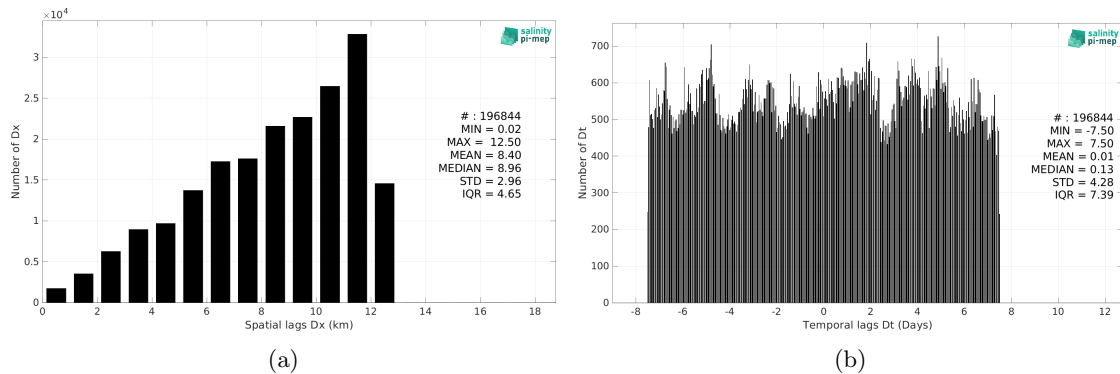 ×10⁴
3
2.5
2
1.5
1
0.5
0
Number of Dx
0 2 4 6 8 10 12 14 16 18
Spatial lags Dx (km)
salinity
pi-mep
# : 196844
MIN = 0.02
MAX = 12.50
MEAN = 8.40
MEDIAN = 8.96
STD = 2.96
IQR = 4.65
(a)
700
600
500
400
300
200
100
0
Number of Dt
-8 -6 -4 -2 0 2 4 6 8 10 12
Temporal lags Dt (Days)
salinity
pi-mep
# : 196844
MIN = -7.50
MAX = 7.50
MEAN = 0.01
MEDIAN = 0.13
STD = 4.28
IQR = 7.39
(b)